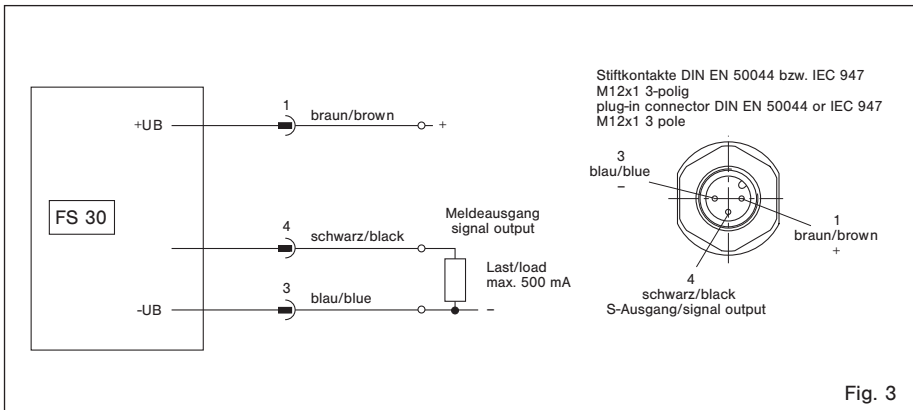 1
+UB
braun/brown
+
FS 30
4
schwarz/black
Meldeausgang
signal output
Last/load
max. 500 mA
3
-UB
blau/blue
–
Stiftkontakte DIN EN 50044 bzw. IEC 947
M12x1 3-polig
plug-in connector DIN EN 50044 or IEC 947
M12x1 3 pole
3
blau/blue
–
1
braun/brown
+
4
schwarz/black
S-Ausgang/signal output
Fig. 3